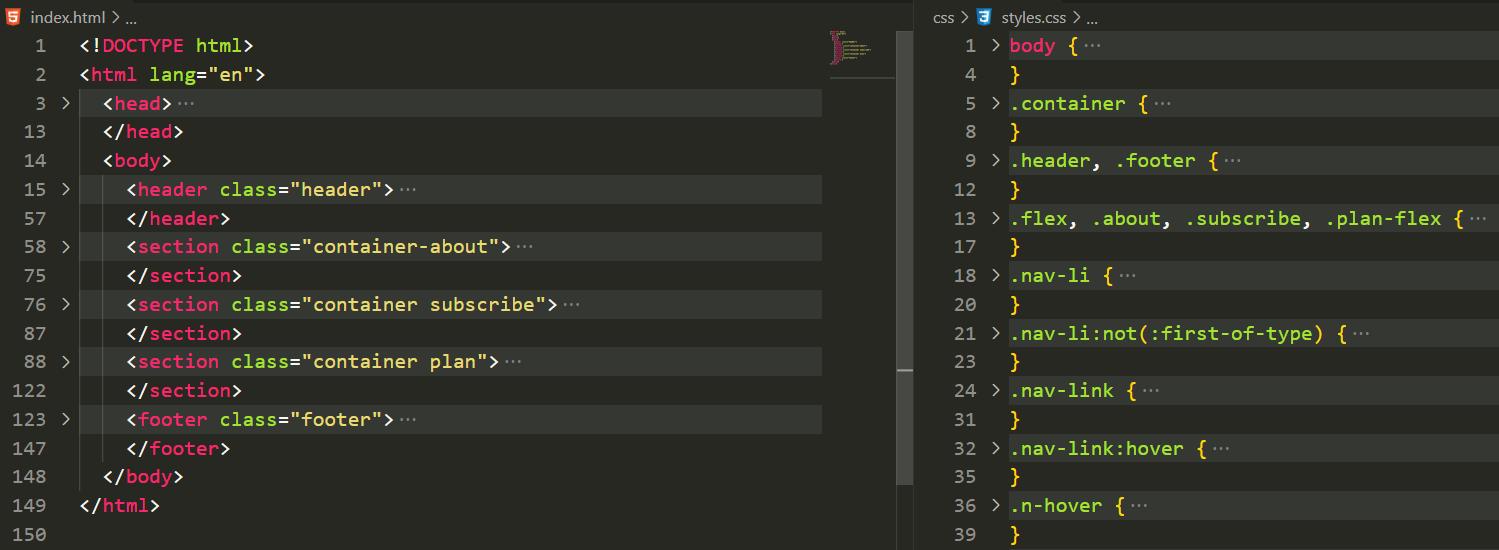 index.html > ...
1 <!DOCTYPE html>
2 <html lang="en">
3 > <head> ...
13 </head>
14 <body>
15 > <header class="header"> ...
57 </header>
58 > <section class="container-about"> ...
75 </section>
76 > <section class="container subscribe"> ...
87 </section>
88 > <section class="container plan"> ...
122 </section>
123 > <footer class="footer"> ...
147 </footer>
148 </body>
149 </html>
150
css > styles.css > ...
1 > body { ...
4 }
5 > .container { ...
8 }
9 > .header, .footer { ...
12 }
13 > .flex, .about, .subscribe, .plan-flex { ...
17 }
18 > .nav-li { ...
20 }
21 > .nav-li:not(:first-of-type) { ...
23 }
24 > .nav-link { ...
31 }
32 > .nav-link:hover { ...
35 }
36 > .n-hover { ...
39 }